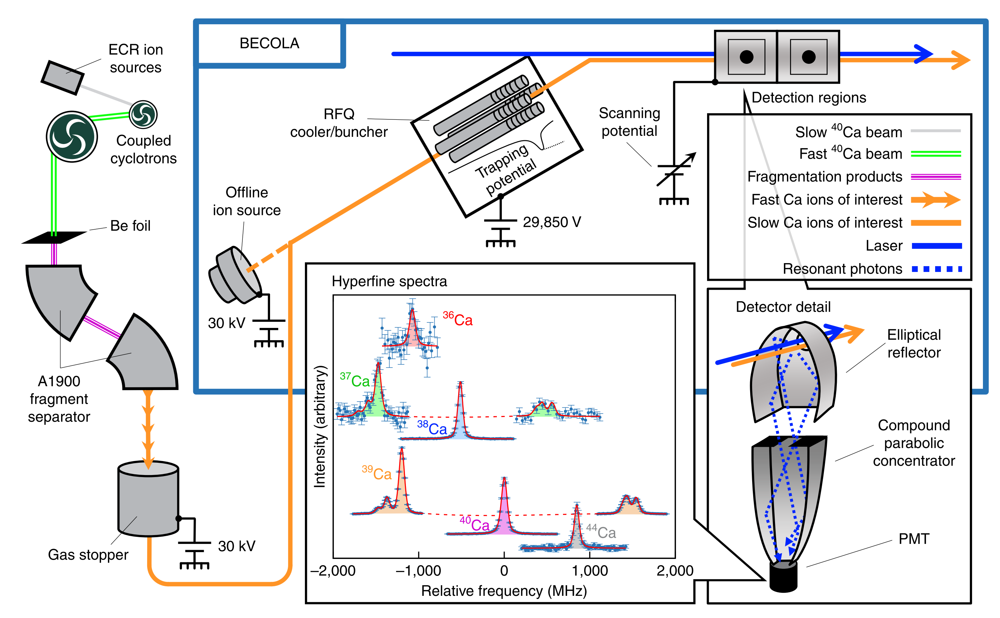 BECOLA
ECR ion
sources
Coupled
cyclotrons
Be foil
A1900
fragment
separator
Gas stopper
30 kV
Offline
ion source
30 kV
RFQ
cooler/buncher
Trapping
potential
29,850 V
Scanning
potential
Detection regions
Slow ⁴⁰Ca beam
Fast ⁴⁰Ca beam
Fragmentation products
Fast Ca ions of interest
Slow Ca ions of interest
Laser
Resonant photons
Hyperfine spectra
Intensity (arbitrary)
³⁶Ca
³⁷Ca
³⁸Ca
³⁹Ca
⁴⁰Ca
⁴⁴Ca
–2,000 –1,000 0 1,000 2,000
Relative frequency (MHz)
Detector detail
Elliptical
reflector
Compound
parabolic
concentrator
PMT